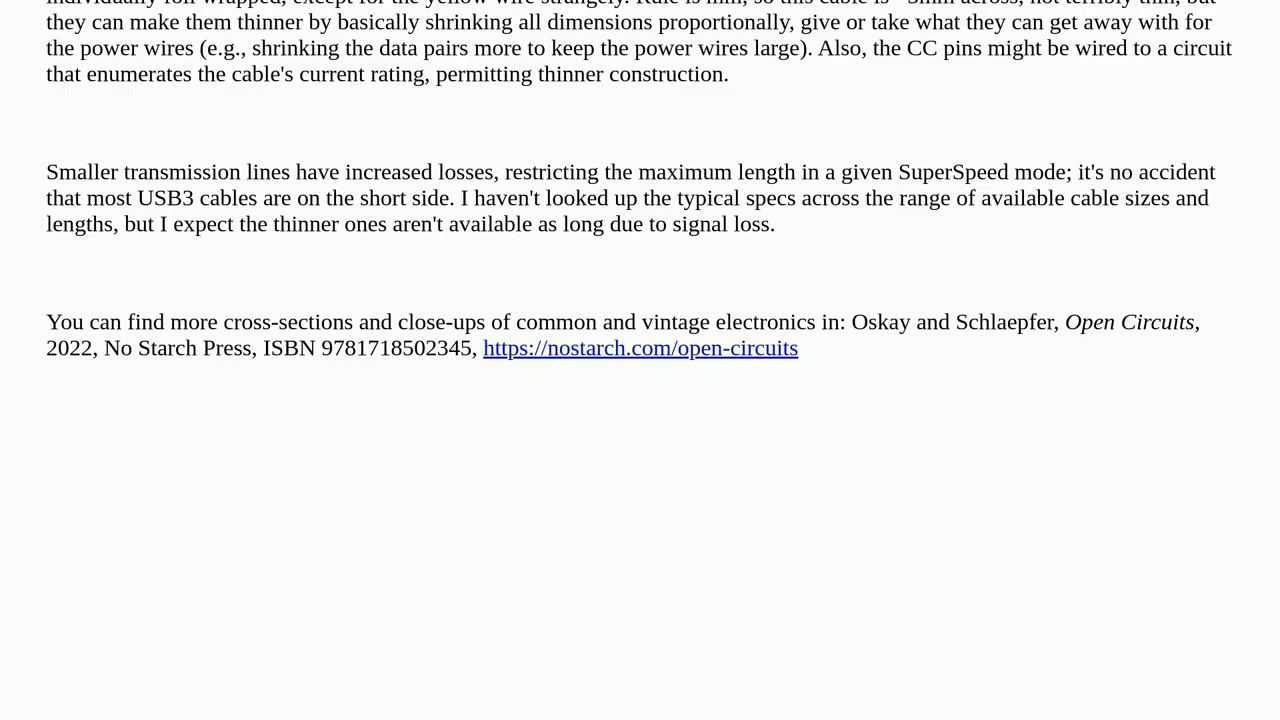 they can make them thinner by basically shrinking all dimensions proportionally, give or take what they can get away with for
the power wires (e.g., shrinking the data pairs more to keep the power wires large). Also, the CC pins might be wired to a circuit
that enumerates the cable's current rating, permitting thinner construction.
Smaller transmission lines have increased losses, restricting the maximum length in a given SuperSpeed mode; it's no accident
that most USB3 cables are on the short side. I haven't looked up the typical specs across the range of available cable sizes and
lengths, but I expect the thinner ones aren't available as long due to signal loss.
You can find more cross-sections and close-ups of common and vintage electronics in: Oskay and Schlaepfer, Open Circuits,
2022, No Starch Press, ISBN 9781718502345, https://nostarch.com/open-circuits